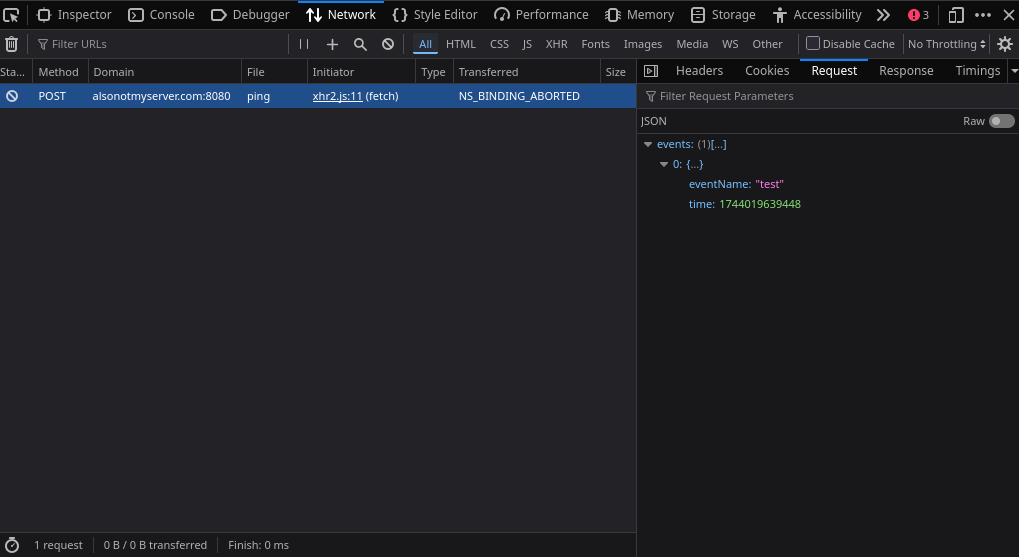 Inspector Console Debugger Network Style Editor Performance Memory Storage Accessibility 3
Filter URLs All HTML CSS JS XHR Fonts Images Media WS Other Disable Cache No Throttling
Sta... Method Domain File Initiator Type Transferred Size
POST alsonotmyserver.com:8080 ping xhr2.js:11 (fetch) NS_BINDING_ABORTED
Headers Cookies Request Response Timings
Filter Request Parameters
JSON Raw
events: (1)[...]
0: {...}
eventName: "test"
time: 1744019639448
1 request 0 B / 0 B transferred Finish: 0 ms